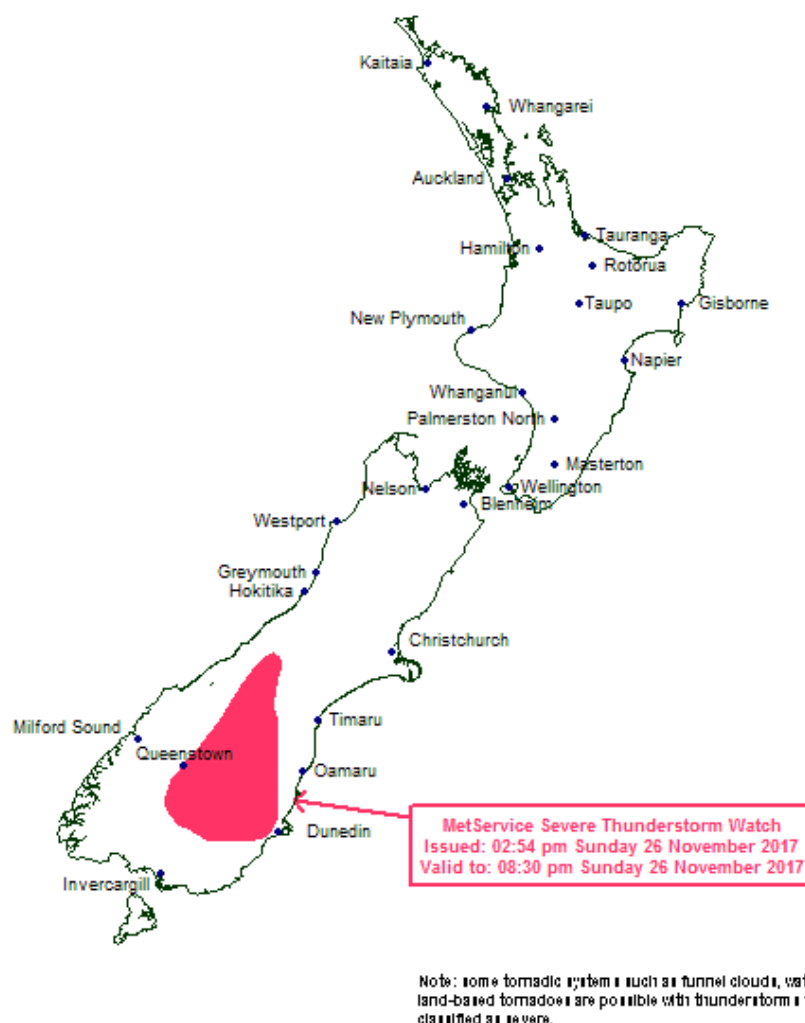 Kaitaia
Whangarei
Auckland
Tauranga
Hamilton
Rotorua
Taupo
Gisborne
New Plymouth
Napier
Whanganui
Palmerston North
Masterton
Nelson
Wellington
Blenheim
Westport
Greymouth
Hokitika
Christchurch
Milford Sound
Timaru
Queenstown
Oamaru
Dunedin
Invercargill
MetService Severe Thunderstorm Watch
Issued: 02:54 pm Sunday 26 November 2017
Valid to: 08:30 pm Sunday 26 November 2017
Note: some tornadic systems such as funnel clouds,
land-based tornadoes are possible with thunderstorms
classified as severe.